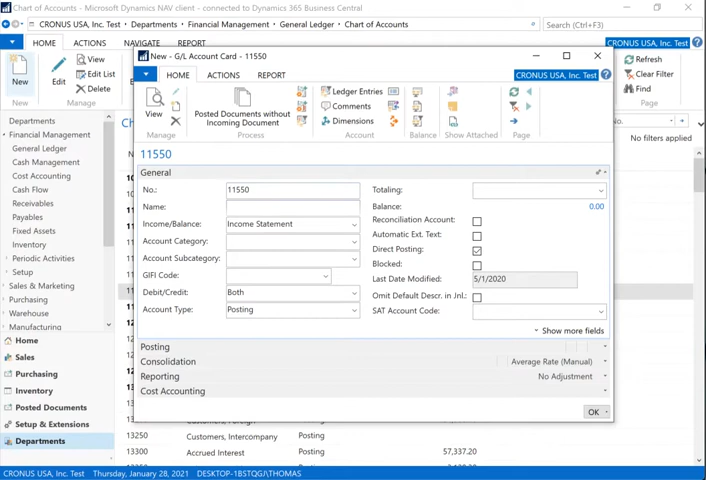 Chart of Accounts - Microsoft Dynamics NAV client - connected to Dynamics 365 Business Central
CRONUS USA, Inc. Test Departments Financial Management General Ledger Chart of Accounts
Search (Ctrl+F3)
HOME ACTIONS NAVIGATE REPORT
CRONUS USA, Inc. Test
New
New
Edit
View
Edit List
Delete
Manage
Refresh
Clear Filter
Find
Page
No filters applied
New - G/L Account Card - 11550
HOME ACTIONS REPORT
CRONUS USA, Inc. Test
View
Manage
Posted Documents without
Incoming Document
Process
Ledger Entries
Comments
Dimensions
Account
Balance
Show Attached
Page
11550
General
No.: 11550
Name:
Income/Balance: Income Statement
Account Category:
Account Subcategory:
GIFI Code:
Debit/Credit: Both
Account Type: Posting
Totaling:
Balance: 0.00
Reconciliation Account:
Automatic Ext. Text:
Direct Posting:
Blocked:
Last Date Modified: 5/1/2020
Omit Default Descr. in Jnl.:
SAT Account Code:
Show more fields
Posting
Consolidation Average Rate (Manual)
Reporting No Adjustment
Cost Accounting
OK
Departments
Financial Management
General Ledger
Cash Management
Cost Accounting
Cash Flow
Receivables
Payables
Fixed Assets
Inventory
Periodic Activities
Setup
Sales & Marketing
Purchasing
Warehouse
Manufacturing
Home
Sales
Purchasing
Inventory
Posted Documents
Setup & Extensions
Departments
13250 Customers, Intercompany Posting
13300 Accrued Interest Posting 57,337.20
CRONUS USA, Inc. Test Thursday, January 28, 2021 DESKTOP-1BSTQGJ\THOMAS